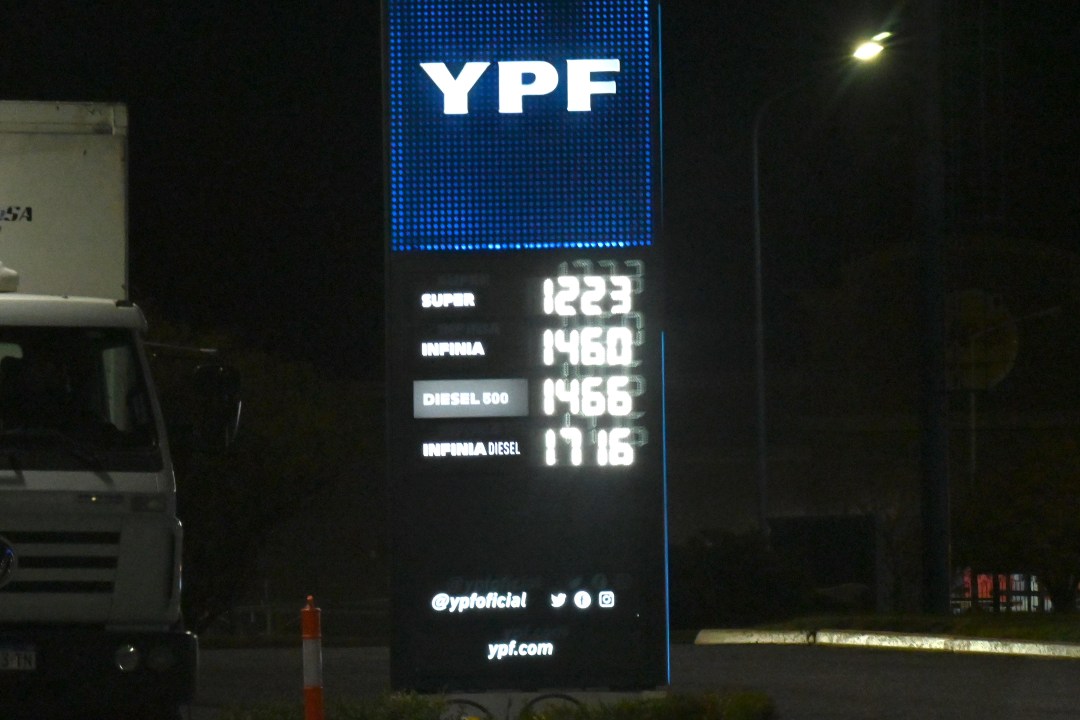 YPF
SUPER 1223
INFINIA 1460
DIESEL 500 1466
INFINIA DIESEL 1716
@ypfoficial
ypf.com